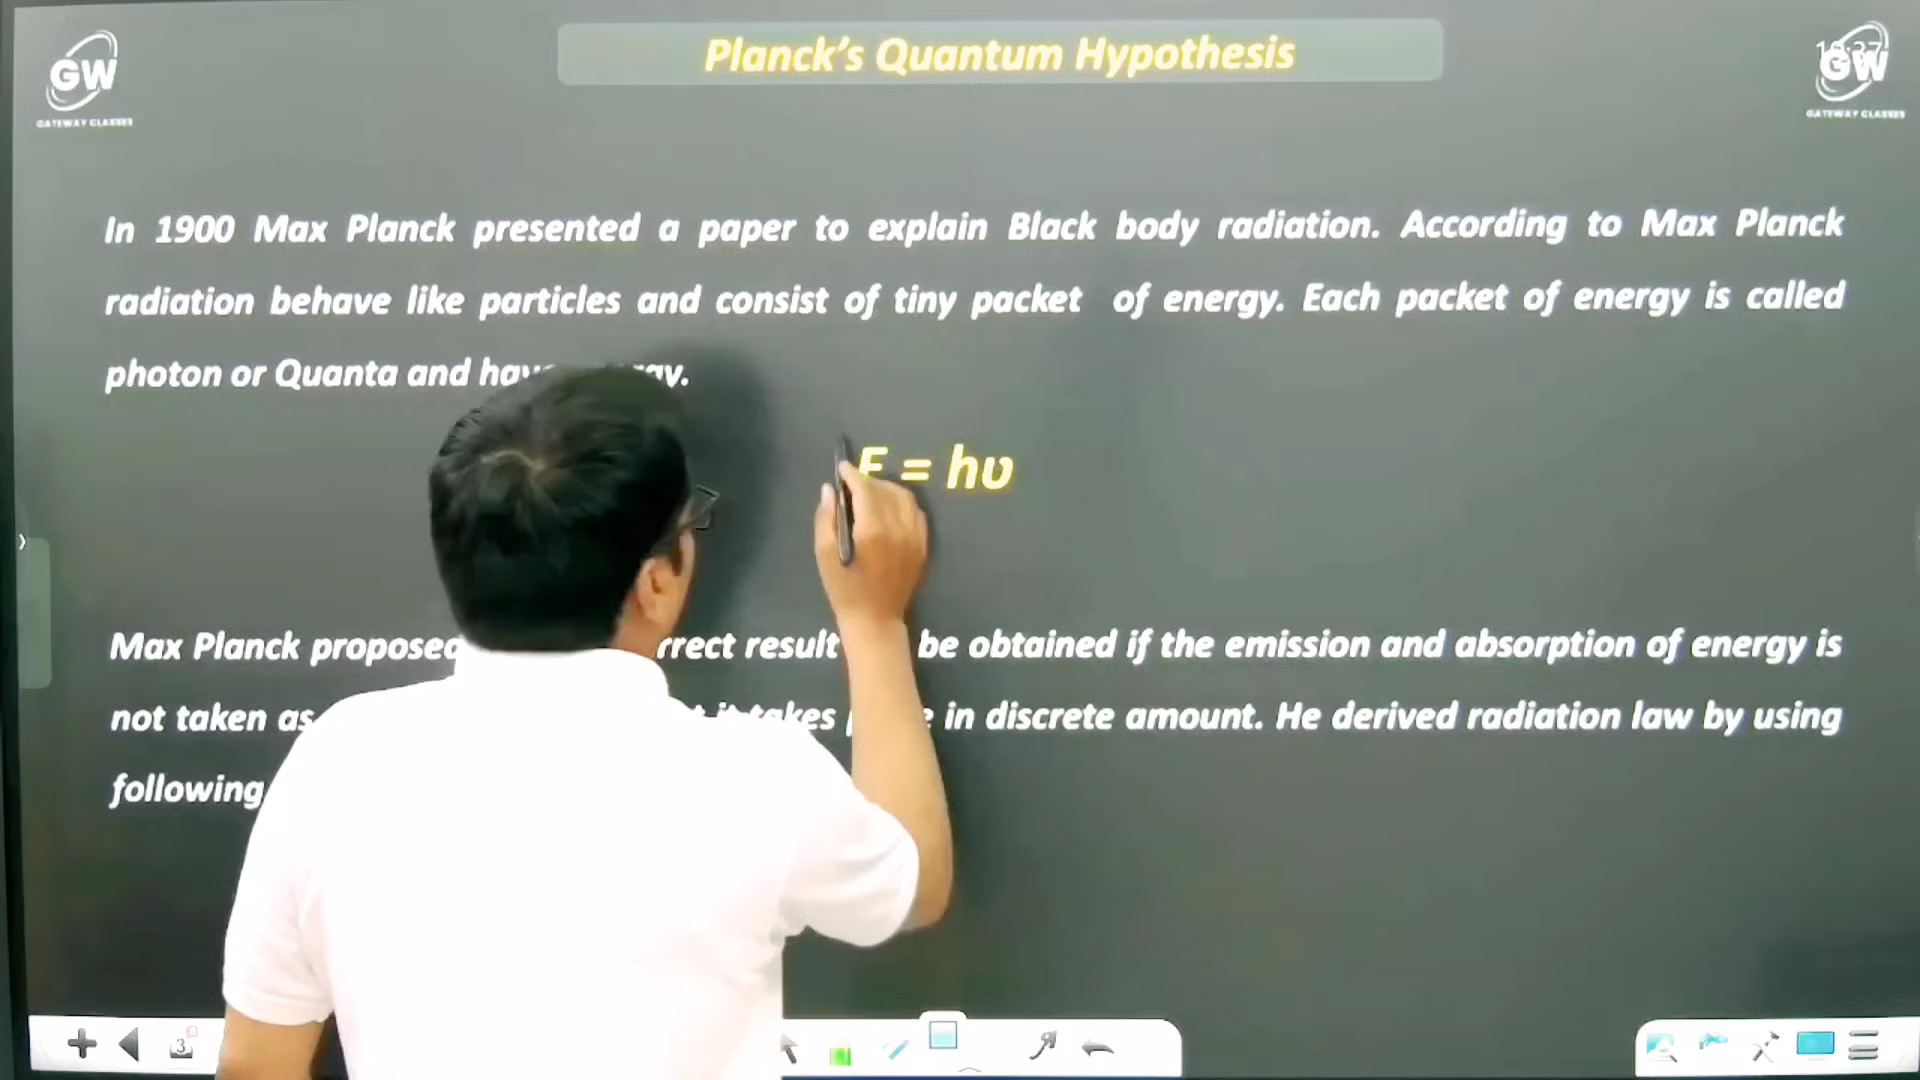 Planck's Quantum Hypothesis
GW
GATEWAY CLASSES
GW
GATEWAY CLASSES
In 1900 Max Planck presented a paper to explain Black body radiation. According to Max Planck
radiation behave like particles and consist of tiny packet of energy. Each packet of energy is called
photon or Quanta and
E = hυ
Max Planck proposed result be obtained if the emission and absorption of energy is
not taken as takes in discrete amount. He derived radiation law by using
following
3